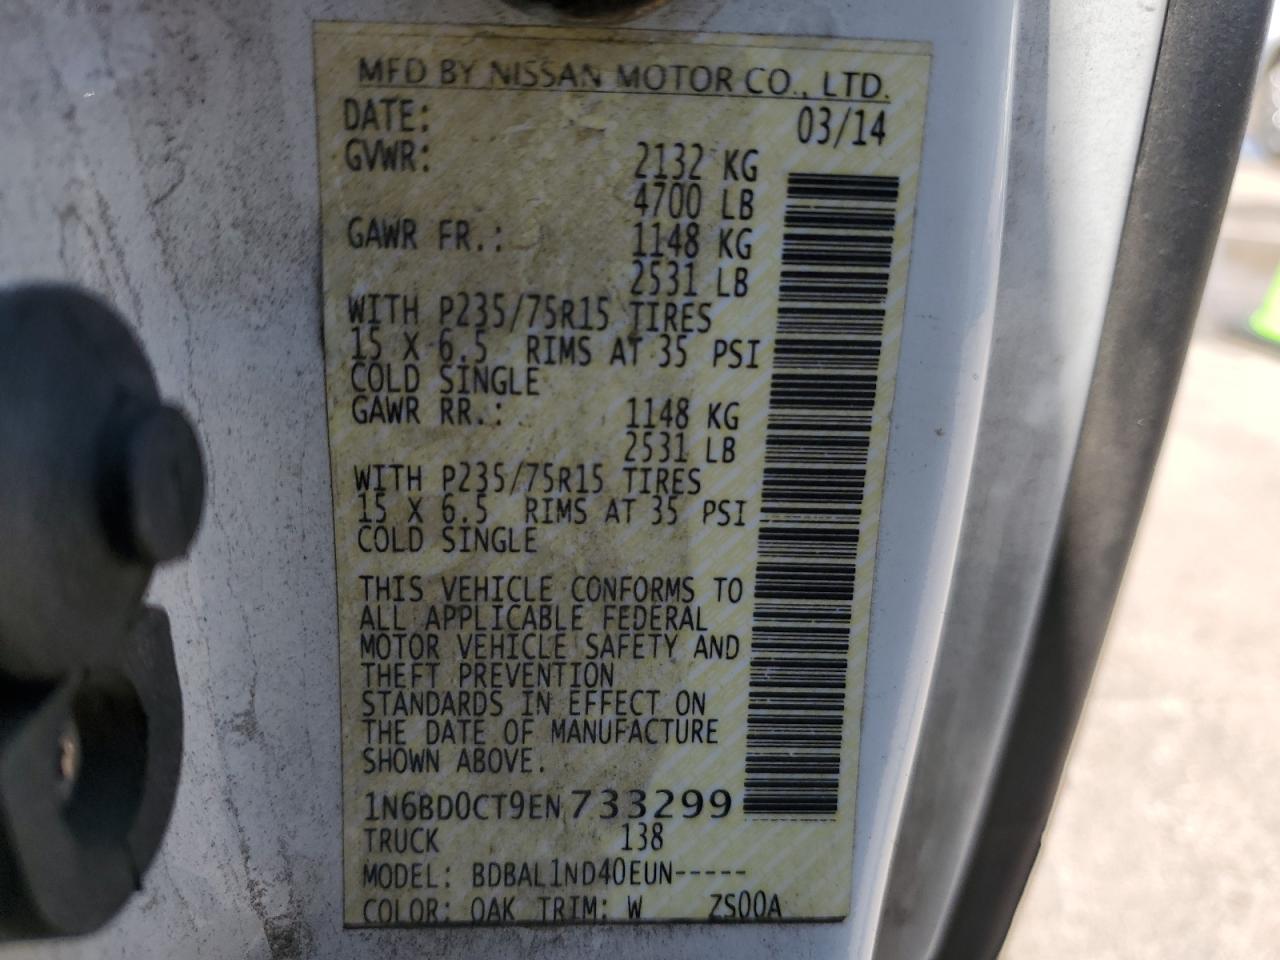 MFD BY NISSAN MOTOR CO., LTD.
DATE: 03/14
GVWR: 2132 KG
4700 LB
GAWR FR.: 1148 KG
2531 LB
WITH P235/75R15 TIRES
15 X 6.5 RIMS AT 35 PSI
COLD SINGLE
GAWR RR.: 1148 KG
2531 LB
WITH P235/75R15 TIRES
15 X 6.5 RIMS AT 35 PSI
COLD SINGLE
THIS VEHICLE CONFORMS TO
ALL APPLICABLE FEDERAL
MOTOR VEHICLE SAFETY AND
THEFT PREVENTION
STANDARDS IN EFFECT ON
THE DATE OF MANUFACTURE
SHOWN ABOVE.
1N6BD0CT9EN733299
TRUCK 138
MODEL: BDBAL1ND40EUN-----
COLOR: QAK TRIM: W ZS00A